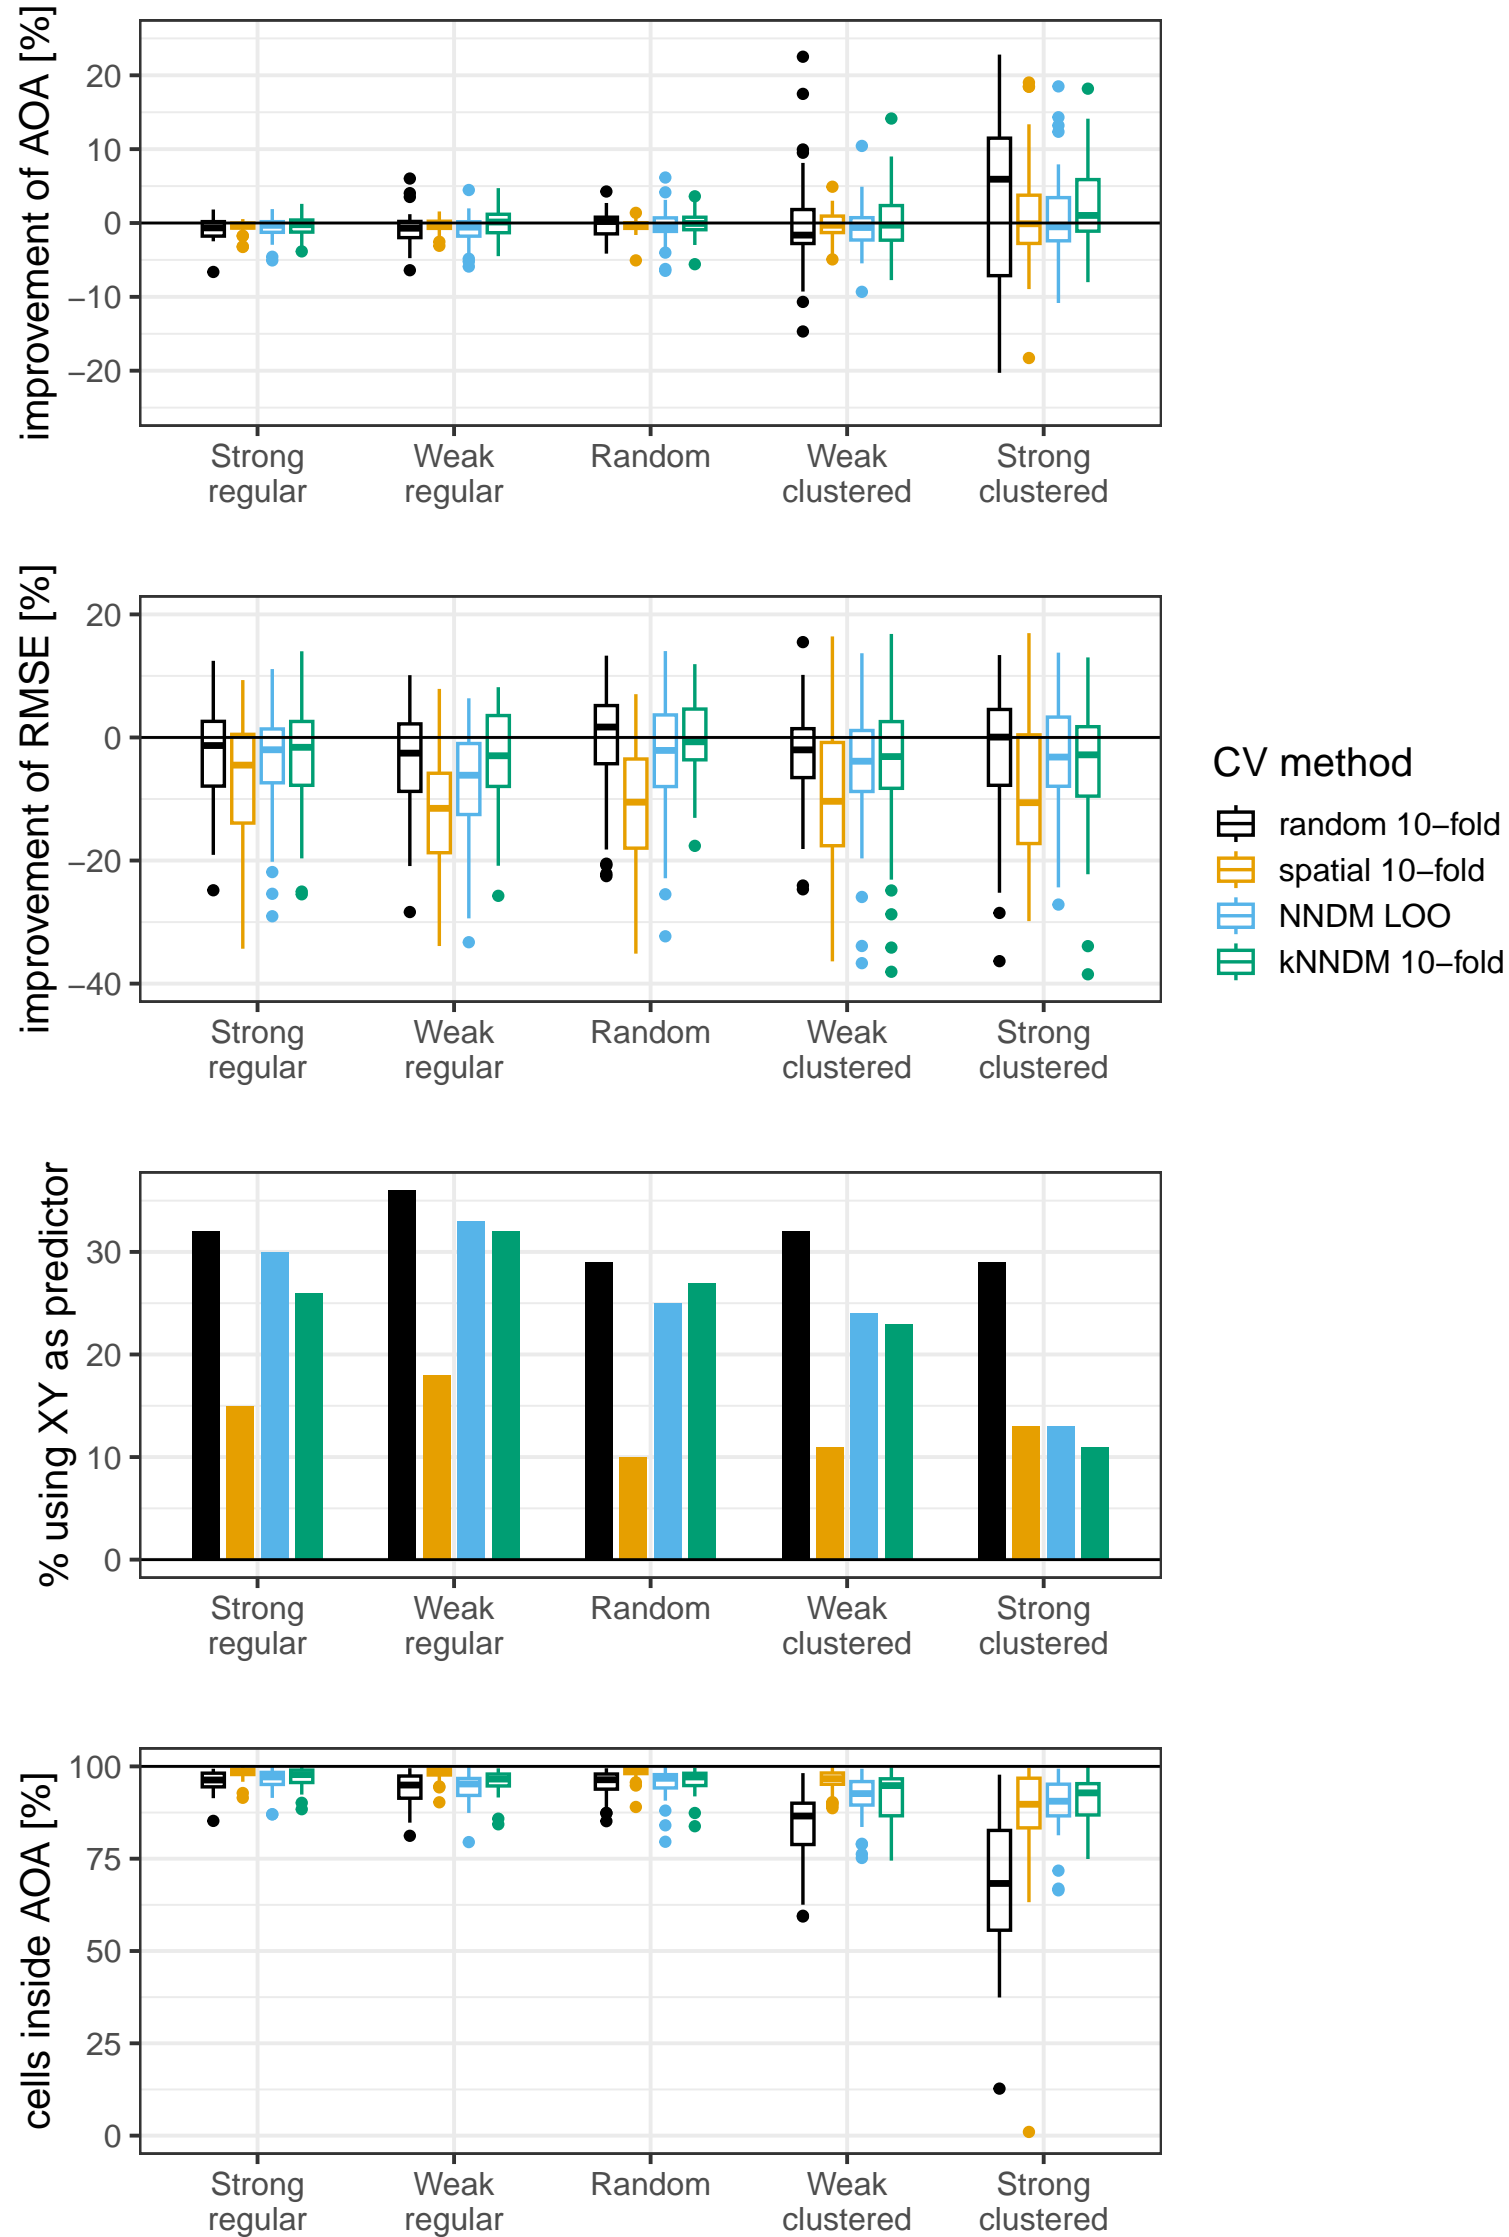 improvement of AOA [%]
20
10
0
−10
−20
Strong regular
Weak regular
Random
Weak clustered
Strong clustered
improvement of RMSE [%]
20
0
−20
−40
Strong regular
Weak regular
Random
Weak clustered
Strong clustered
CV method
random 10−fold
spatial 10−fold
NNDM LOO
kNNDM 10−fold
% using XY as predictor
30
20
10
0
Strong regular
Weak regular
Random
Weak clustered
Strong clustered
cells inside AOA [%]
100
75
50
25
0
Strong regular
Weak regular
Random
Weak clustered
Strong clustered